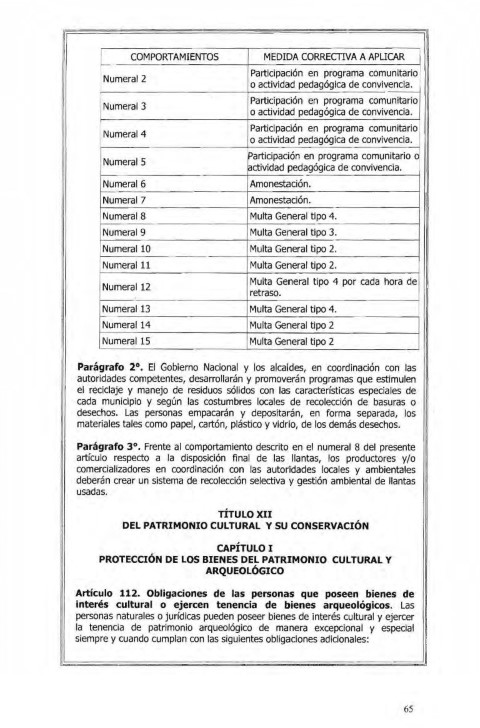 COMPORTAMIENTOS MEDIDA CORRECTIVA A APLICAR
Numeral 2 Participación en programa comunitario
o actividad pedagógica de convivencia.
Numeral 3 Participación en programa comunitario
o actividad pedagógica de convivencia.
Numeral 4 Participación en programa comunitario
o actividad pedagógica de convivencia.
Numeral 5 Participación en programa comunitario o
actividad pedagógica de convivencia.
Numeral 6 Amonestación.
Numeral 7 Amonestación.
Numeral 8 Multa General tipo 4.
Numeral 9 Multa General tipo 3.
Numeral 10 Multa General tipo 2.
Numeral 11 Multa General tipo 2.
Numeral 12 Multa General tipo 4 por cada hora de
retraso.
Numeral 13 Multa General tipo 4.
Numeral 14 Multa General tipo 2
Numeral 15 Multa General tipo 2
Parágrafo 2º. El Gobierno Nacional y los alcaldes, en coordinación con las
autoridades competentes, desarrollarán y promoverán programas que estimulen
el reciclaje y manejo de residuos sólidos con las características especiales de
cada municipio y según las costumbres locales de recolección de basuras o
desechos. Las personas empacarán y depositarán, en forma separada, los
materiales tales como papel, cartón, plástico y vidrio, de los demás desechos.
Parágrafo 3º. Frente al comportamiento descrito en el numeral 8 del presente
artículo respecto a la disposición final de las llantas, los productores y/o
comercializadores en coordinación con las autoridades locales y ambientales
deberán crear un sistema de recolección selectiva y gestión ambiental de llantas
usadas.
TÍTULO XII
DEL PATRIMONIO CULTURAL Y SU CONSERVACIÓN
CAPÍTULO I
PROTECCIÓN DE LOS BIENES DEL PATRIMONIO CULTURAL Y
ARQUEOLÓGICO
Artículo 112. Obligaciones de las personas que poseen bienes de
interés cultural o ejercen tenencia de bienes arqueológicos. Las
personas naturales o jurídicas pueden poseer bienes de interés cultural y ejercer
la tenencia de patrimonio arqueológico de manera excepcional y especial
siempre y cuando cumplan con las siguientes obligaciones adicionales:
65